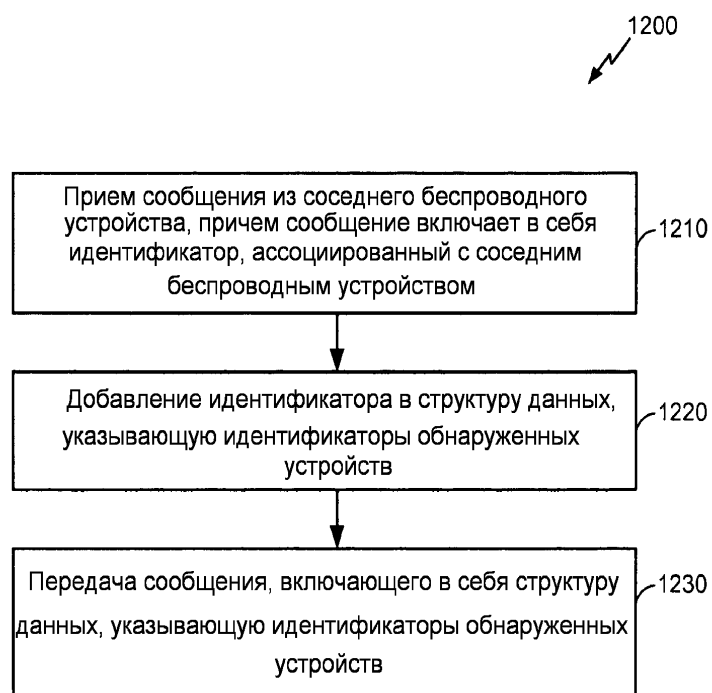 1200
Прием сообщения из соседнего беспроводного
устройства, причем сообщение включает в себя
идентификатор, ассоциированный с соседним
беспроводным устройством
1210
Добавление идентификатора в структуру данных,
указывающую идентификаторы обнаруженных
устройств
1220
Передача сообщения, включающего в себя структуру
данных, указывающую идентификаторы обнаруженных
устройств
1230